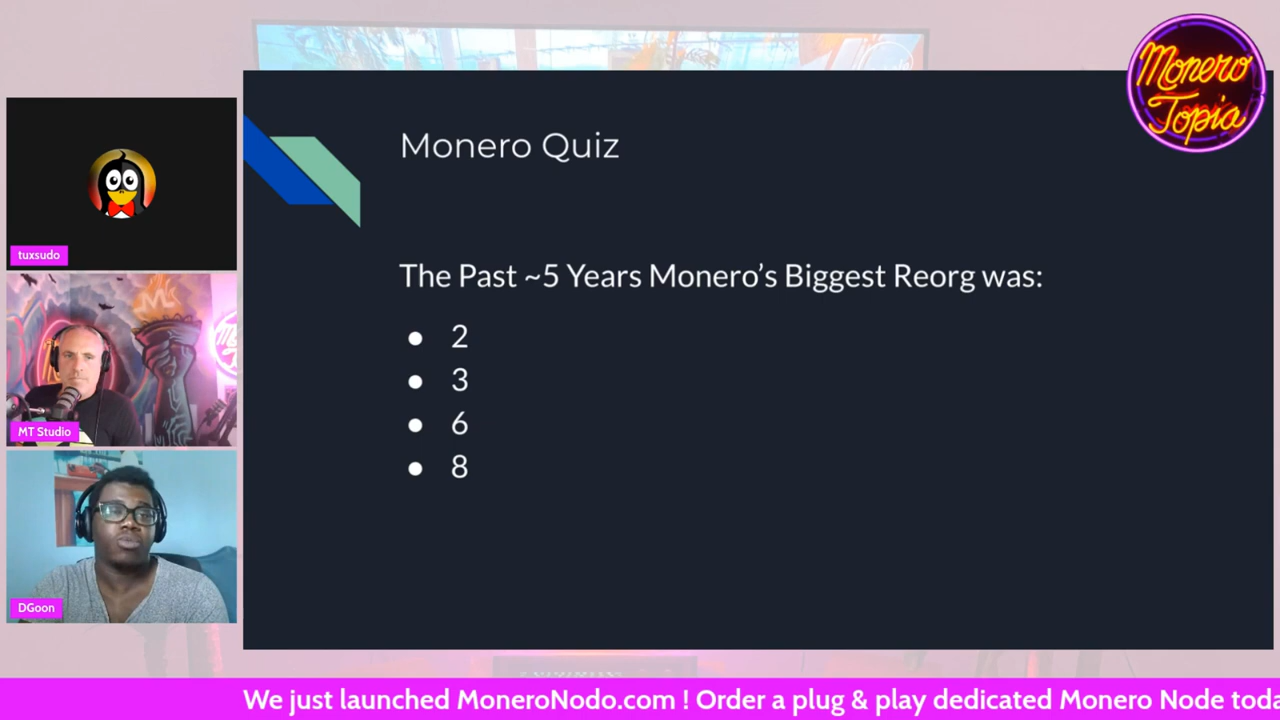 Monero
Topia
Monero Quiz
The Past ~5 Years Monero’s Biggest Reorg was:
● 2
● 3
● 6
● 8
tuxsudo
MT Studio
DGoon
We just launched MoneroNodo.com ! Order a plug & play dedicated Monero Node toda